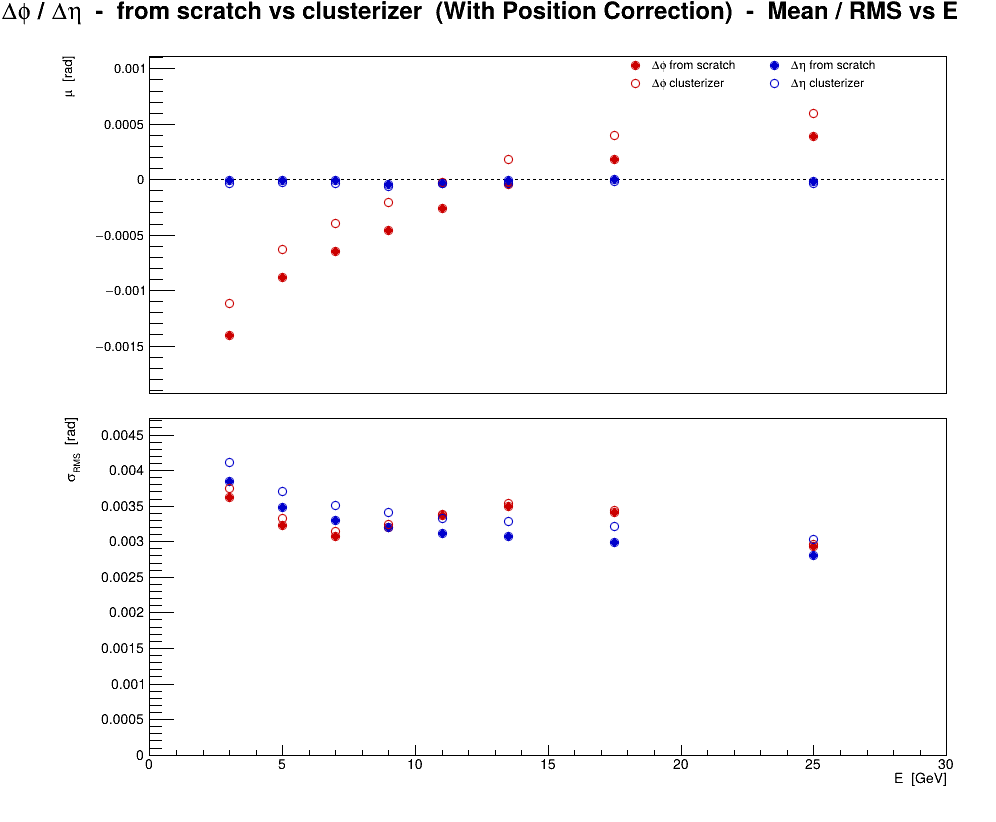 Δϕ / Δη - from scratch vs clusterizer (With Position Correction) - Mean / RMS vs E
μ [rad]
0.001
0.0005
0
−0.0005
−0.001
−0.0015
Δϕ from scratch
Δη from scratch
Δϕ clusterizer
Δη clusterizer
σRMS [rad]
0.0045
0.004
0.0035
0.003
0.0025
0.002
0.0015
0.001
0.0005
0
0 5 10 15 20 25 30
E [GeV]